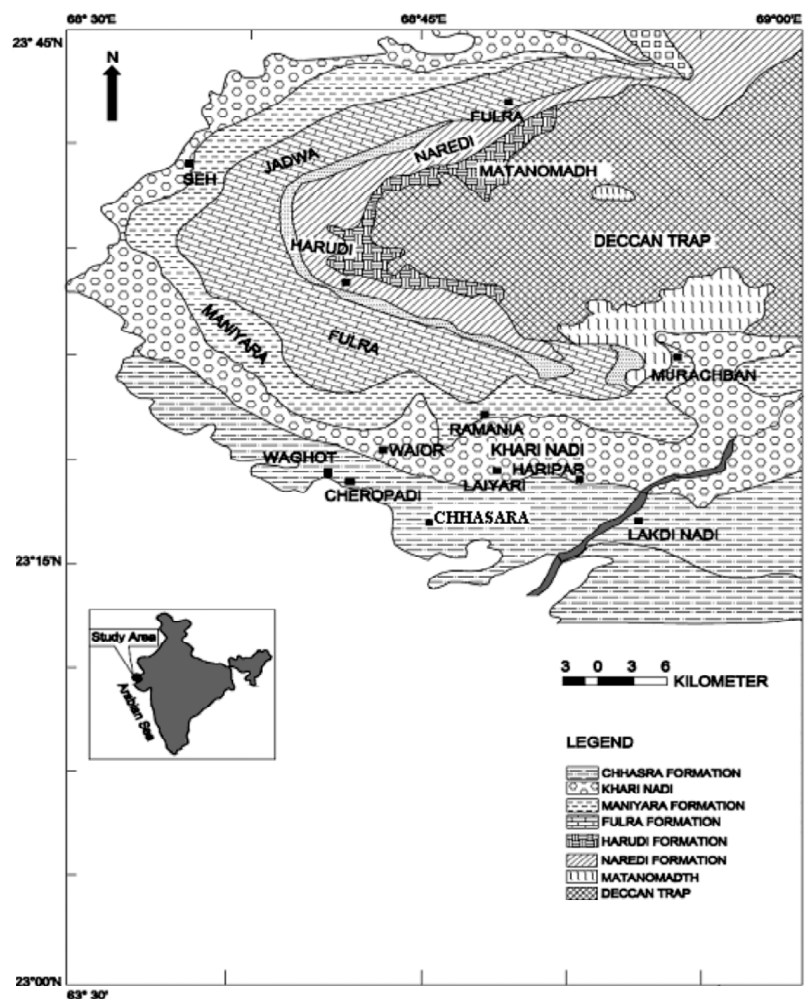 68° 30'E
68° 45'E
69° 00'E
23° 45'N
N
FULRA
NAREDI
JADWA
MATANOMADH
SEH
DECCAN TRAP
HARUDI
MANIYARA
FULRA
MURACHBAN
RAMANIA
WAIOR
KHARI NADI
WAGHOT
HARIPAR
LAIYARI
CHEROPADI
CHHASARA
LAKDI NADI
23° 15'N
Study Area
Arabian Sea
3 0 3 6
KILOMETER
LEGEND
CHHASRA FORMATION
KHARI NADI
MANIYARA FORMATION
FULRA FORMATION
HARUDI FORMATION
NAREDI FORMATION
MATANOMADTH
DECCAN TRAP
23° 00'N
63° 30'